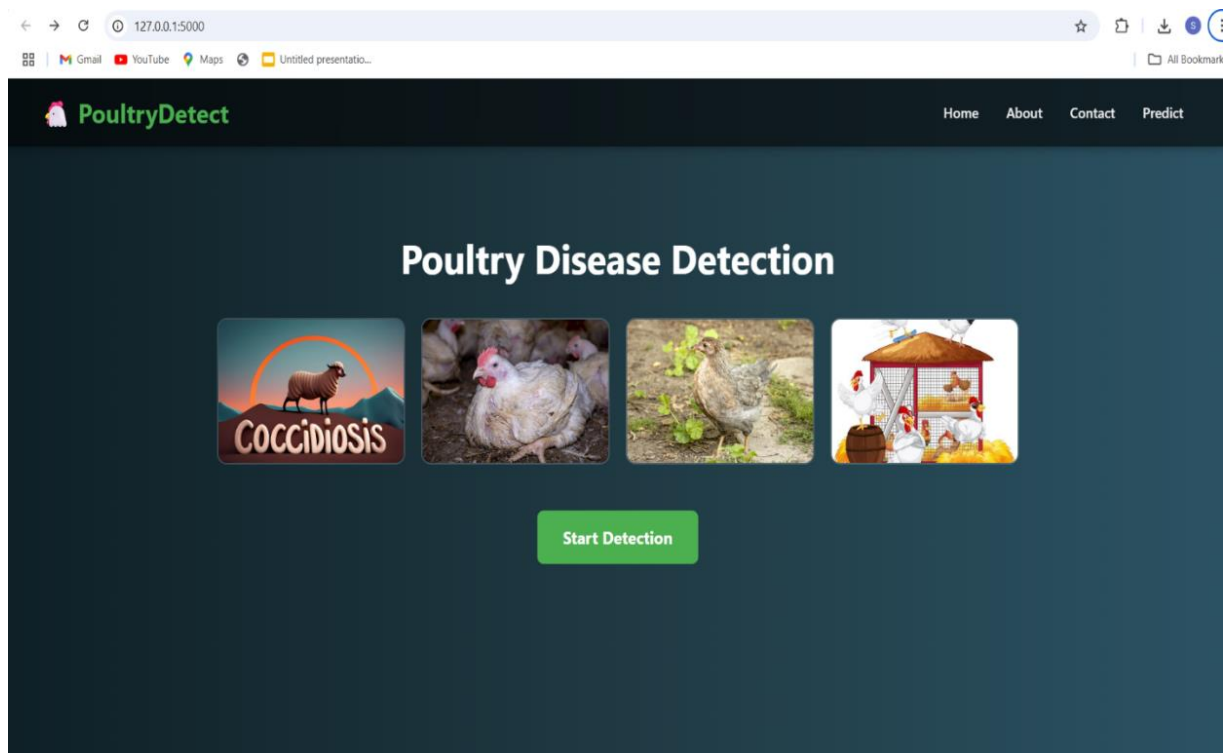 127.0.0.1:5000
S
Gmail YouTube Maps Untitled presentatio... All Bookmark
PoultryDetect Home About Contact Predict
Poultry Disease Detection
COCCIDIOSIS
Start Detection